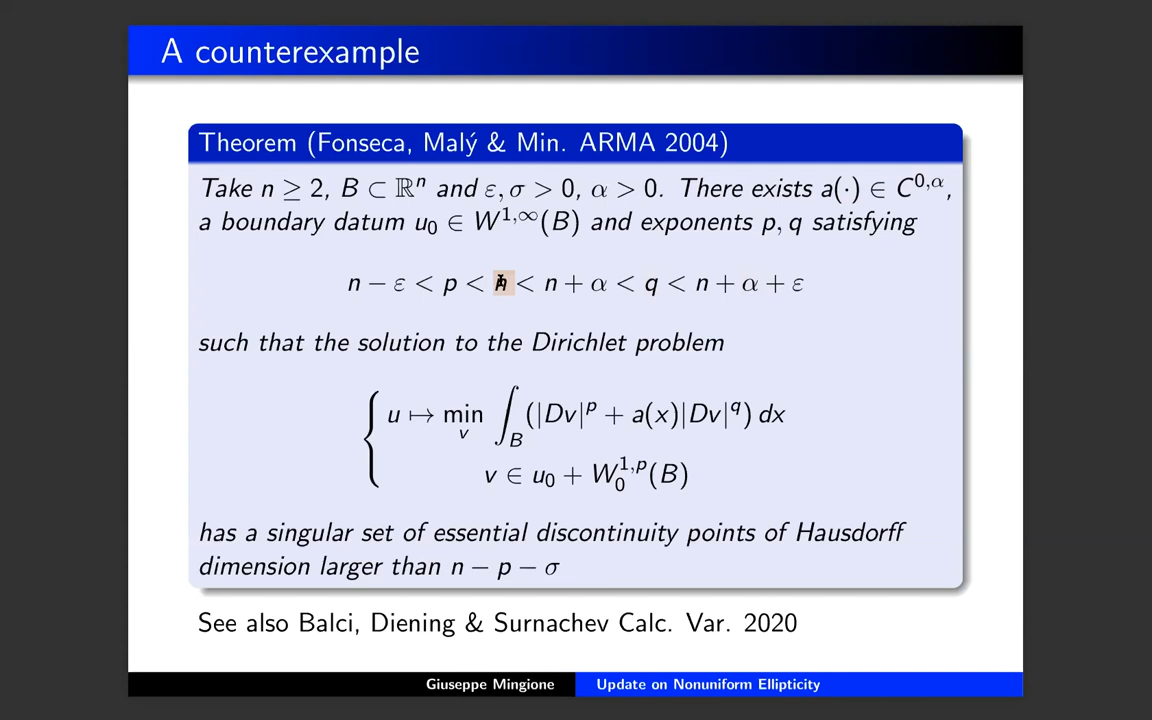 A counterexample
Theorem (Fonseca, Malý & Min. ARMA 2004)
Take n ≥ 2, B ⊂ ℝⁿ and ε, σ > 0, α > 0. There exists a(·) ∈ C^{0,α},
a boundary datum u₀ ∈ W^{1,∞}(B) and exponents p, q satisfying
n − ε < p < n < n + α < q < n + α + ε
such that the solution to the Dirichlet problem
u ↦ min_v ∫_B (|Dv|^p + a(x)|Dv|^q) dx
v ∈ u₀ + W₀^{1,p}(B)
has a singular set of essential discontinuity points of Hausdorff
dimension larger than n − p − σ
See also Balci, Diening & Surnachev Calc. Var. 2020
Giuseppe Mingione Update on Nonuniform Ellipticity